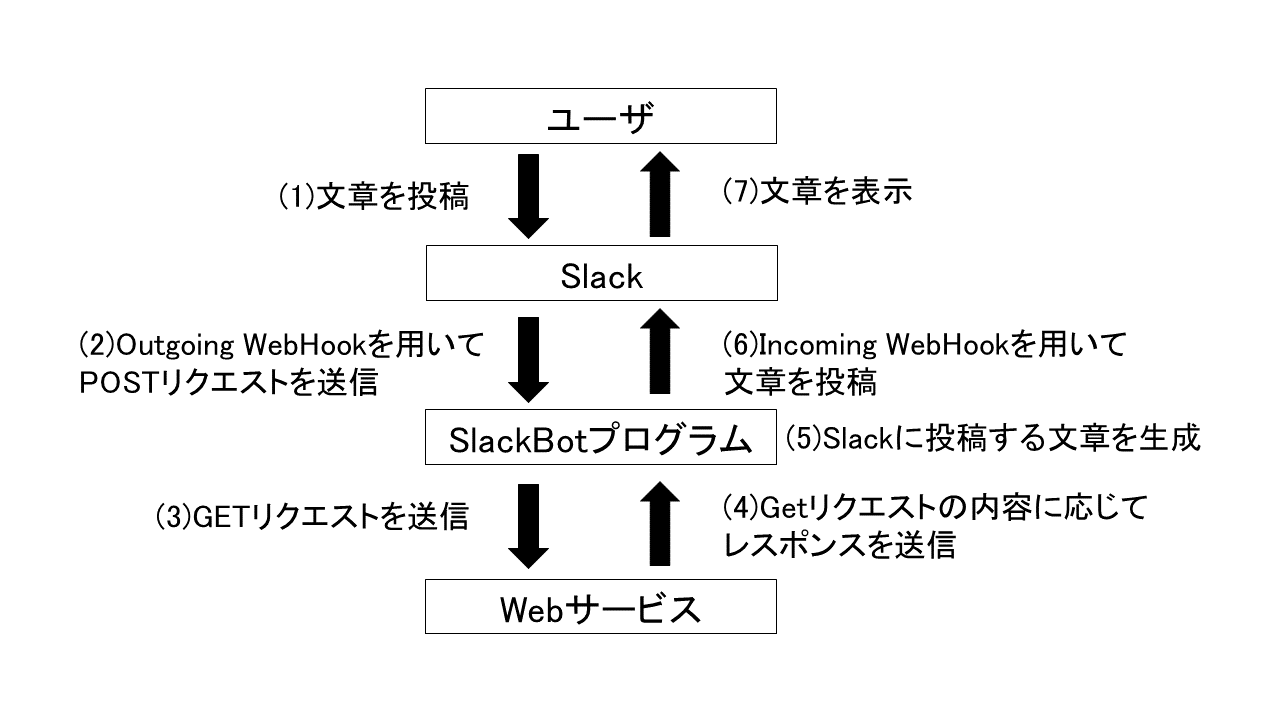 ユーザ
(1)文章を投稿
(7)文章を表示
Slack
(2)Outgoing WebHookを用いて
POSTリクエストを送信
(6)Incoming WebHookを用いて
文章を投稿
SlackBotプログラム
(5)Slackに投稿する文章を生成
(3)GETリクエストを送信
(4)Getリクエストの内容に応じて
レスポンスを送信
Webサービス